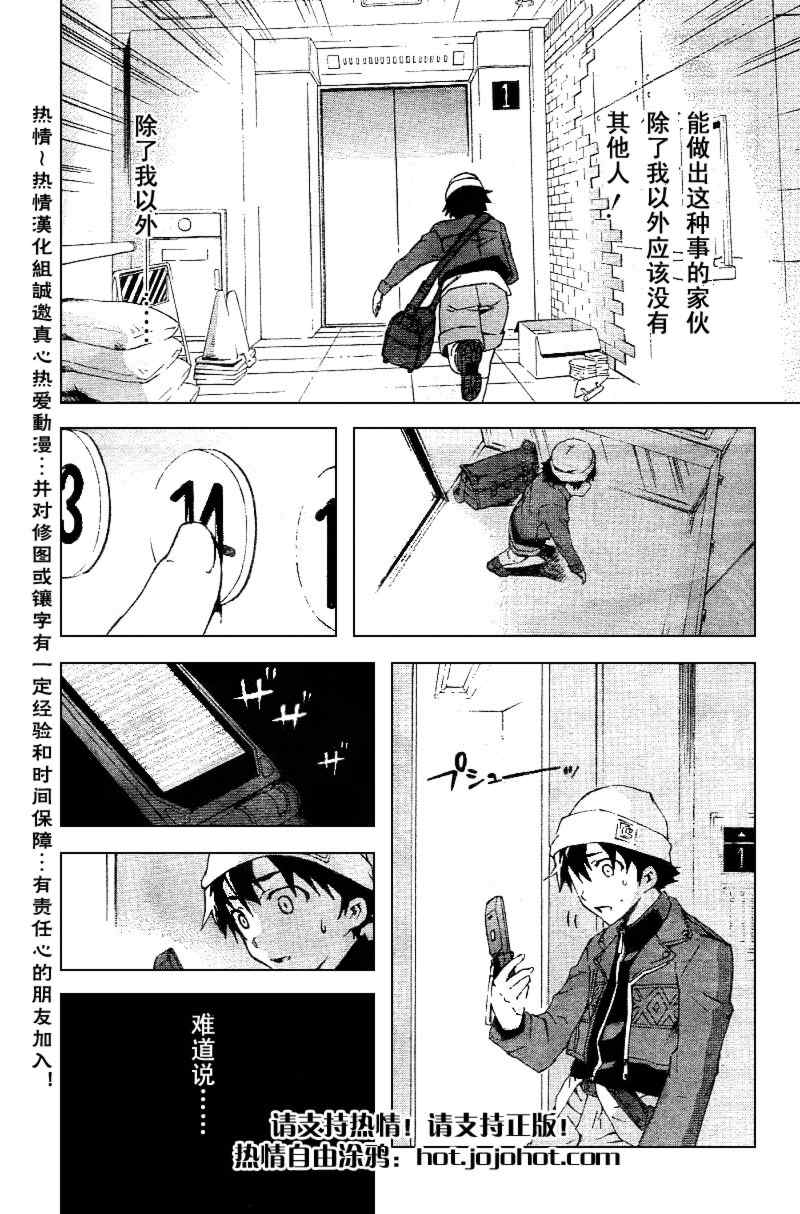 能做出这种事的家伙
除了我以外应该没有
其他人！
1
除了我以外……
3
11
1
プシューッ
ザザザ
1
难道说……
热情~热情漢化組誠邀真心热爱動漫…并对修图或镶字有一定经验和时间保障…有责任心的朋友加入！
请支持热情！请支持正版！
热情自由涂鸦：hot.jojohot.com